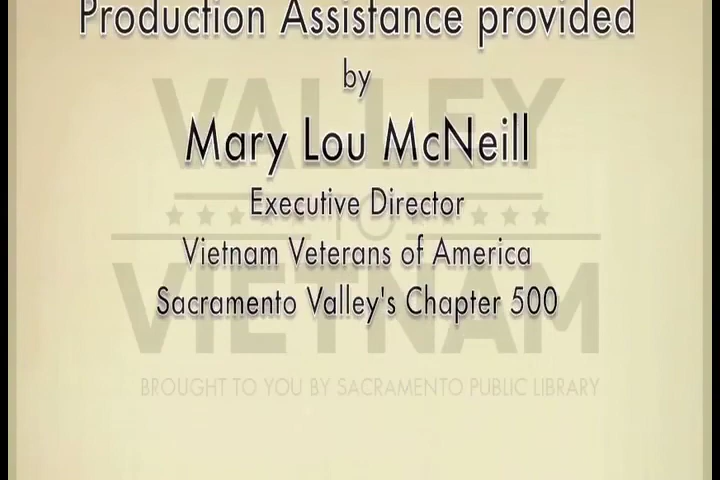 Production Assistance provided
by
VALLEY
Mary Lou McNeill
Executive Director
TO
Vietnam Veterans of America
VIETNAM
Sacramento Valley's Chapter 500
BROUGHT TO YOU BY SACRAMENTO PUBLIC LIBRARY